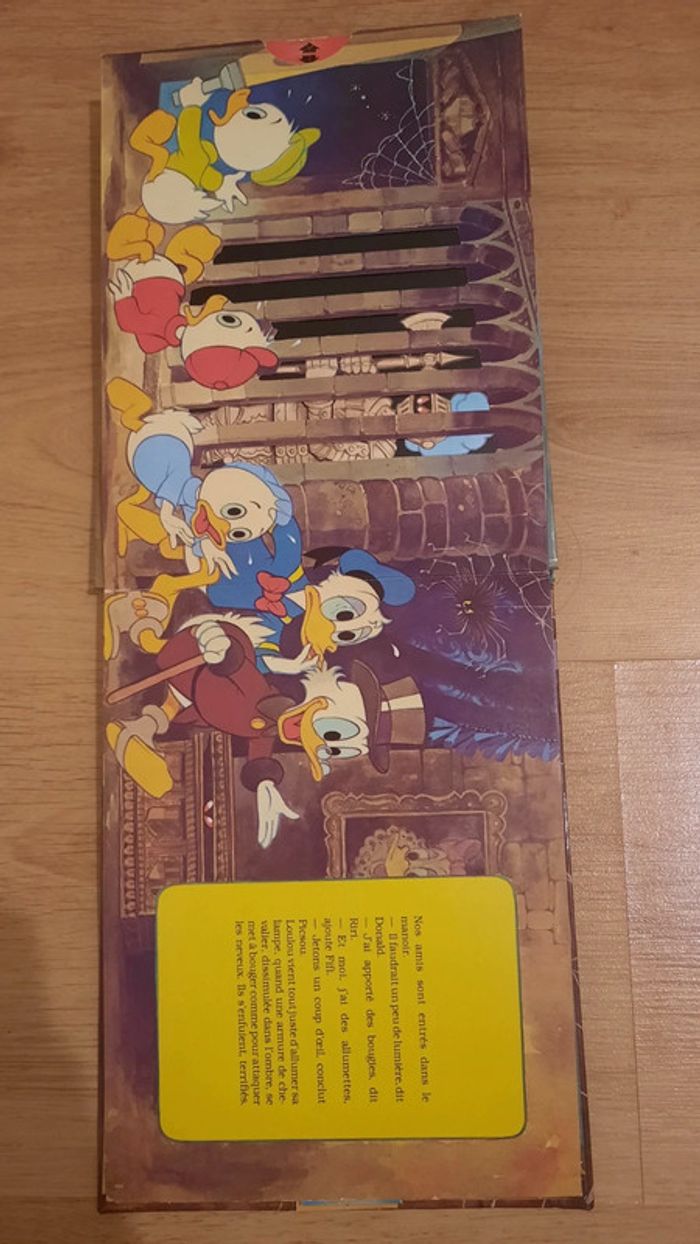 Nos amis sont entrés dans le
manoir.
— Il faudrait un peu de lumière, dit
Donald.
— J'ai apporté des bougies, dit
Riri.
— Et moi, j'ai des allumettes,
ajoute Fifi.
— Jetons un coup d'œil, conclut
Picsou.
Loulou vient tout juste d'allumer sa
lampe, quand une armure de che-
valier, dissimulée dans l'ombre, se
met à bouger comme pour attaquer
les neveux. Ils s'enfuient, terrifiés.